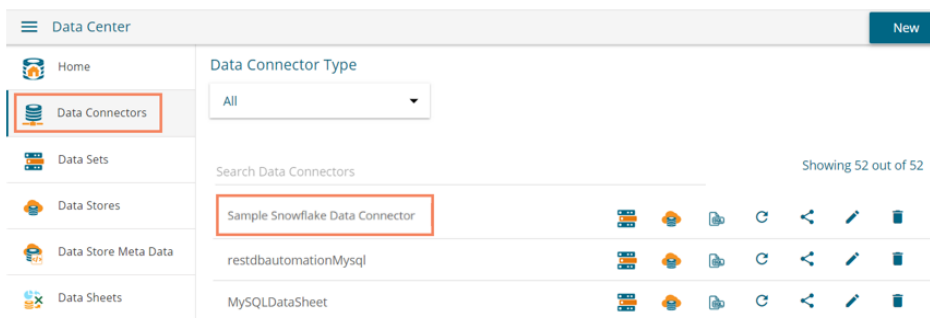 Data Center
New
Home
Data Connectors
Data Sets
Data Stores
Data Store Meta Data
Data Sheets
Data Connector Type
All
Search Data Connectors
Showing 52 out of 52
Sample Snowflake Data Connector
restdbautomationMysql
MySQLDataSheet